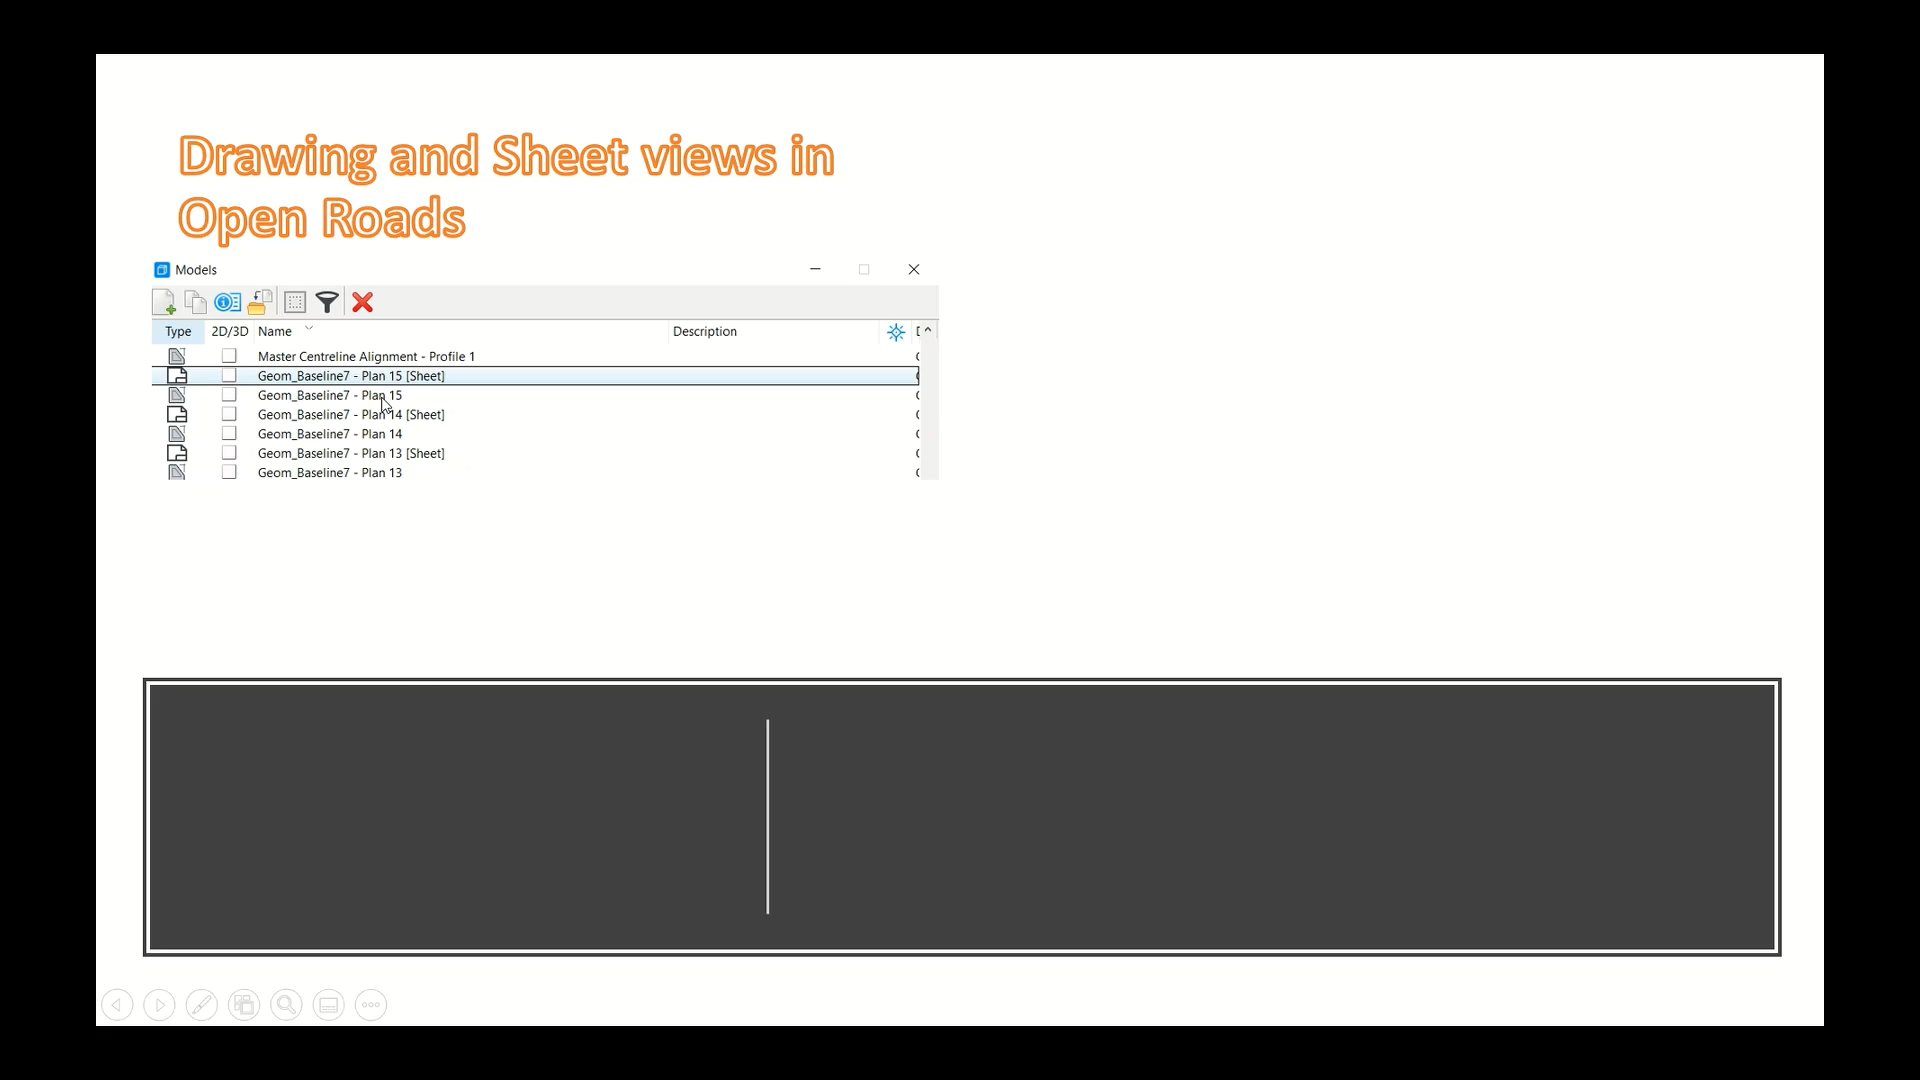 Drawing and Sheet views in
Open Roads
Models
Type 2D/3D Name Description
Master Centreline Alignment - Profile 1
Geom_Baseline7 - Plan 15 [Sheet]
Geom_Baseline7 - Plan 15
Geom_Baseline7 - Plan 14 [Sheet]
Geom_Baseline7 - Plan 14
Geom_Baseline7 - Plan 13 [Sheet]
Geom_Baseline7 - Plan 13